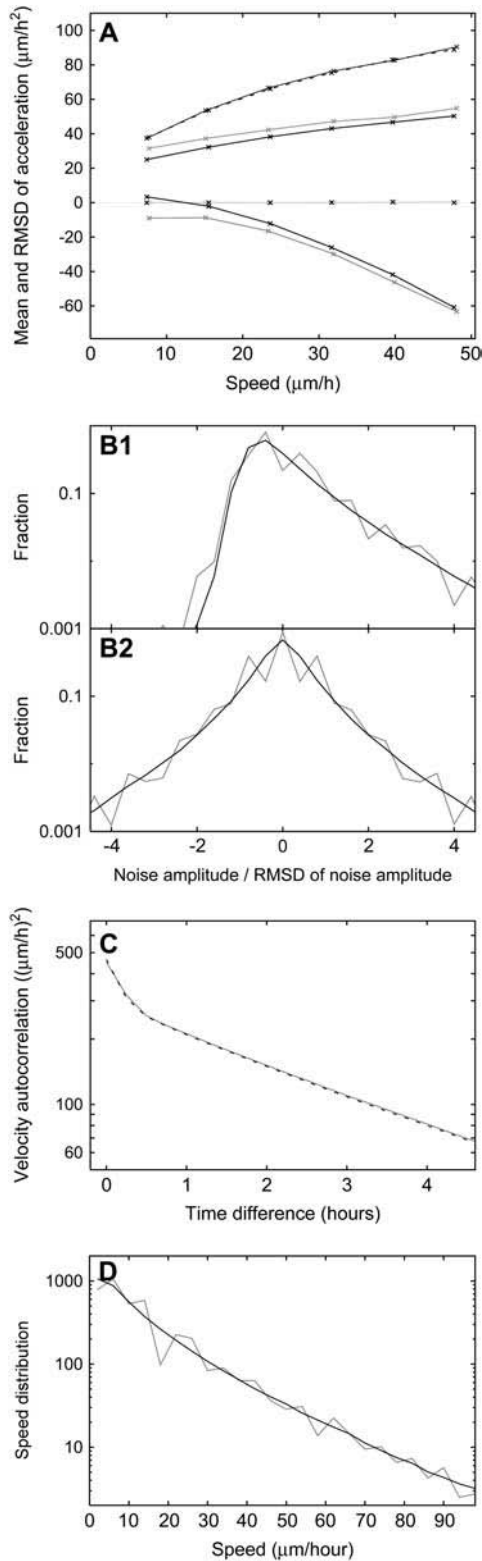 A
Mean and RMSD of acceleration (μm/h²)
100
80
60
40
20
0
-20
-40
-60
0 10 20 30 40 50
Speed (μm/h)
B1
Fraction
0.1
0.001
B2
Fraction
0.1
0.001
-4 -2 0 2 4
Noise amplitude / RMSD of noise amplitude
C
Velocity autocorrelation ((μm/h)²)
500
100
60
0 1 2 3 4
Time difference (hours)
D
Speed distribution
1000
100
10
0 10 20 30 40 50 60 70 80 90
Speed (μm/hour)